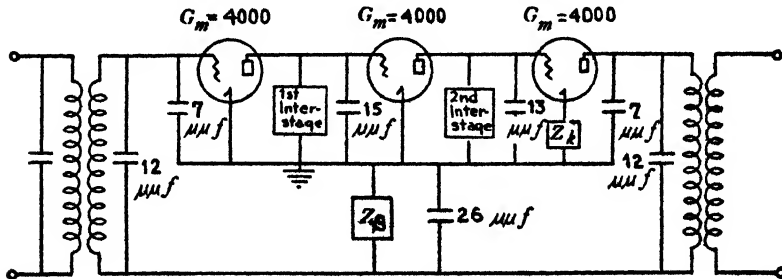 G_m = 4000
G_m = 4000
G_m = 4000
7
μμf
1st
Inter-
stage
15
μμf
2nd
Inter-
stage
13
μμf
Z_k
7
μμf
12
μμf
12
μμf
26 μμf